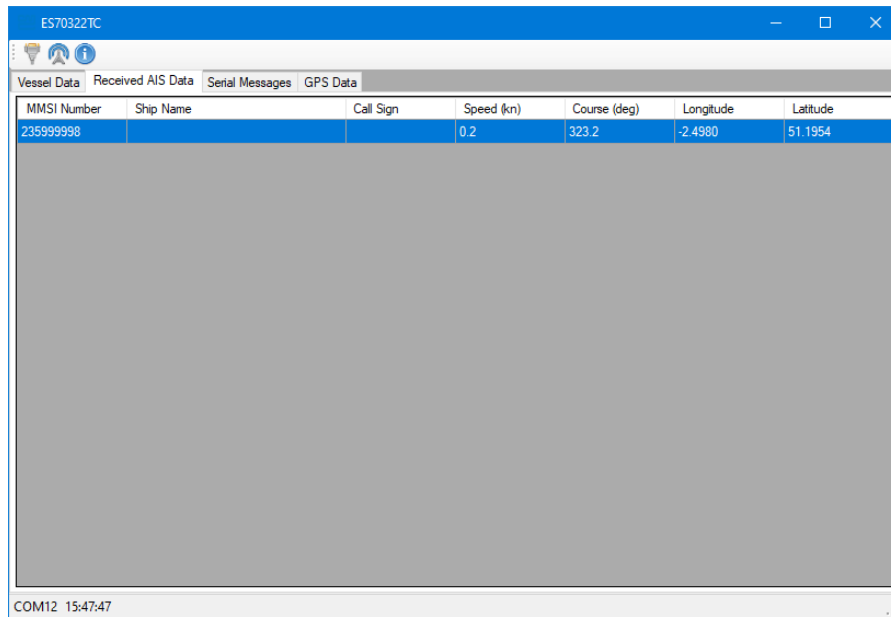 ES70322TC
Vessel Data Received AIS Data Serial Messages GPS Data
MMSI Number Ship Name Call Sign Speed (kn) Course (deg) Longitude Latitude
235999998 0.2 323.2 -2.4980 51.1954
COM12 15:47:47